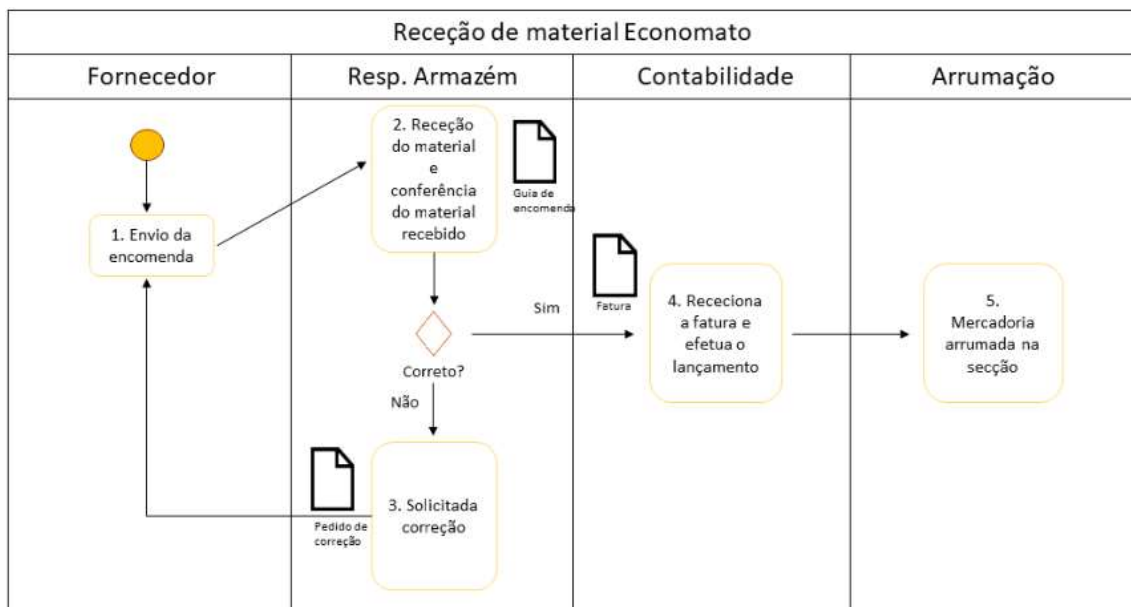 Receção de material Economato
Fornecedor
Resp. Armazém
Contabilidade
Arrumação
1. Envio da
encomenda
2. Receção
do material
e
conferência
do material
recebido
Guia de
encomenda
Correto?
Sim
Não
Fatura
4. Receciona
a fatura e
efetua o
lançamento
5.
Mercadoria
arrumada na
secção
3. Solicitada
correção
Pedido de
correção